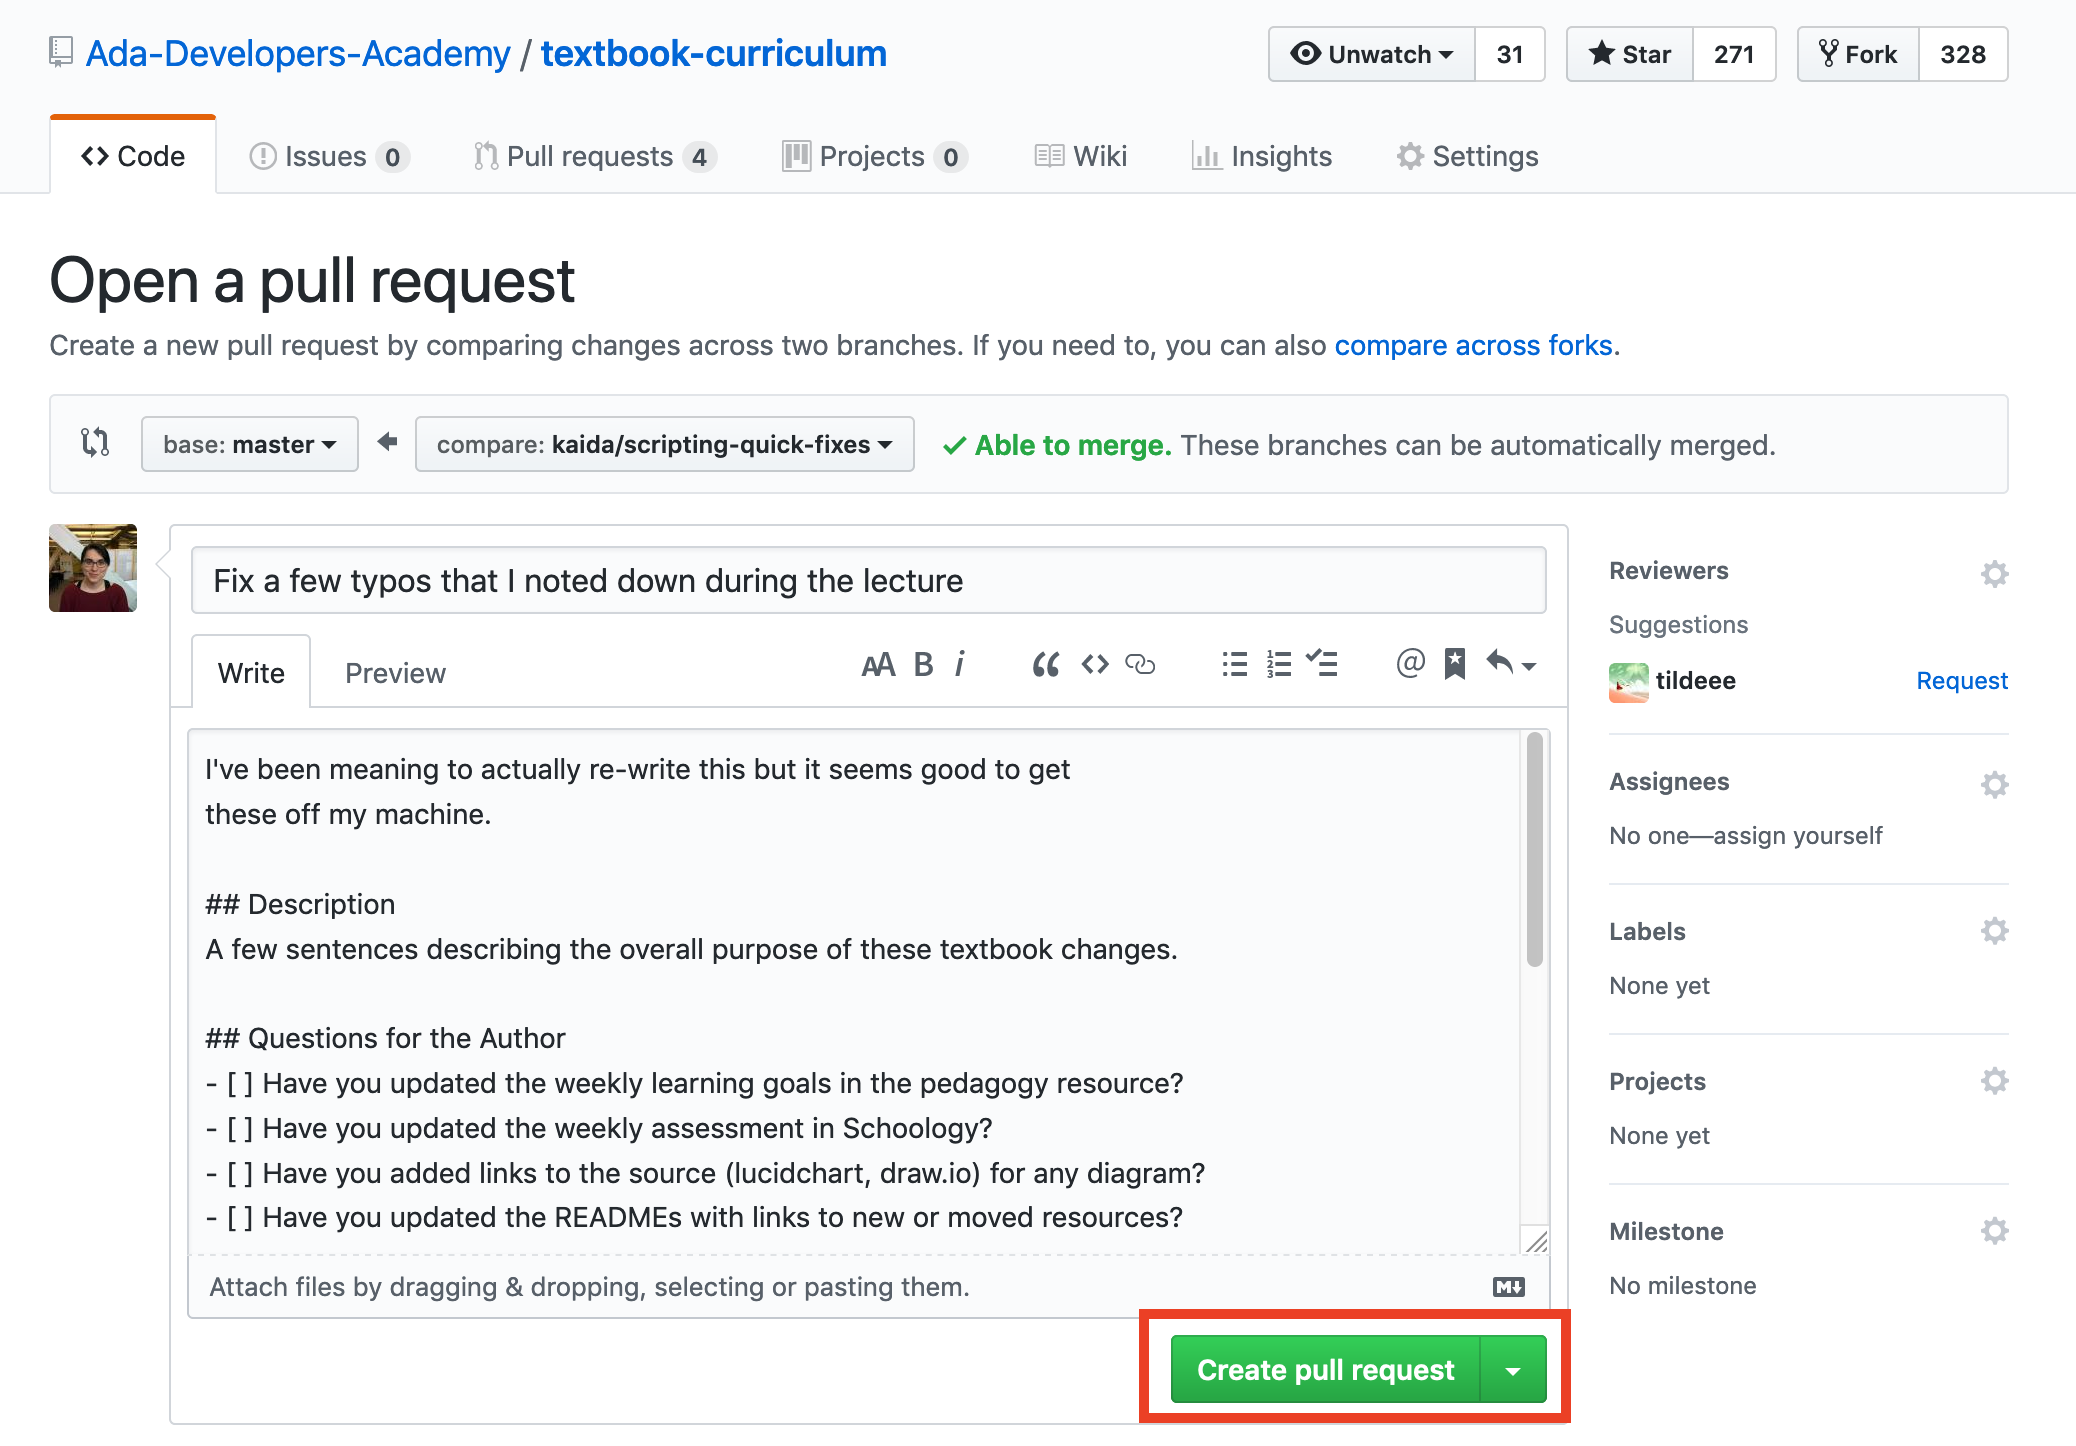 Ada-Developers-Academy / textbook-curriculum
Unwatch 31 Star 271 Fork 328
Code Issues 0 Pull requests 4 Projects 0 Wiki Insights Settings
Open a pull request
Create a new pull request by comparing changes across two branches. If you need to, you can also compare across forks.
base: master compare: kaida/scripting-quick-fixes Able to merge. These branches can be automatically merged.
Fix a few typos that I noted down during the lecture
Write Preview AA B i
I've been meaning to actually re-write this but it seems good to get
these off my machine.
## Description
A few sentences describing the overall purpose of these textbook changes.
## Questions for the Author
- [ ] Have you updated the weekly learning goals in the pedagogy resource?
- [ ] Have you updated the weekly assessment in Schoology?
- [ ] Have you added links to the source (lucidchart, draw.io) for any diagram?
- [ ] Have you updated the READMEs with links to new or moved resources?
Attach files by dragging & dropping, selecting or pasting them.
Create pull request
Reviewers
Suggestions
tildeee Request
Assignees
No one—assign yourself
Labels
None yet
Projects
None yet
Milestone
No milestone